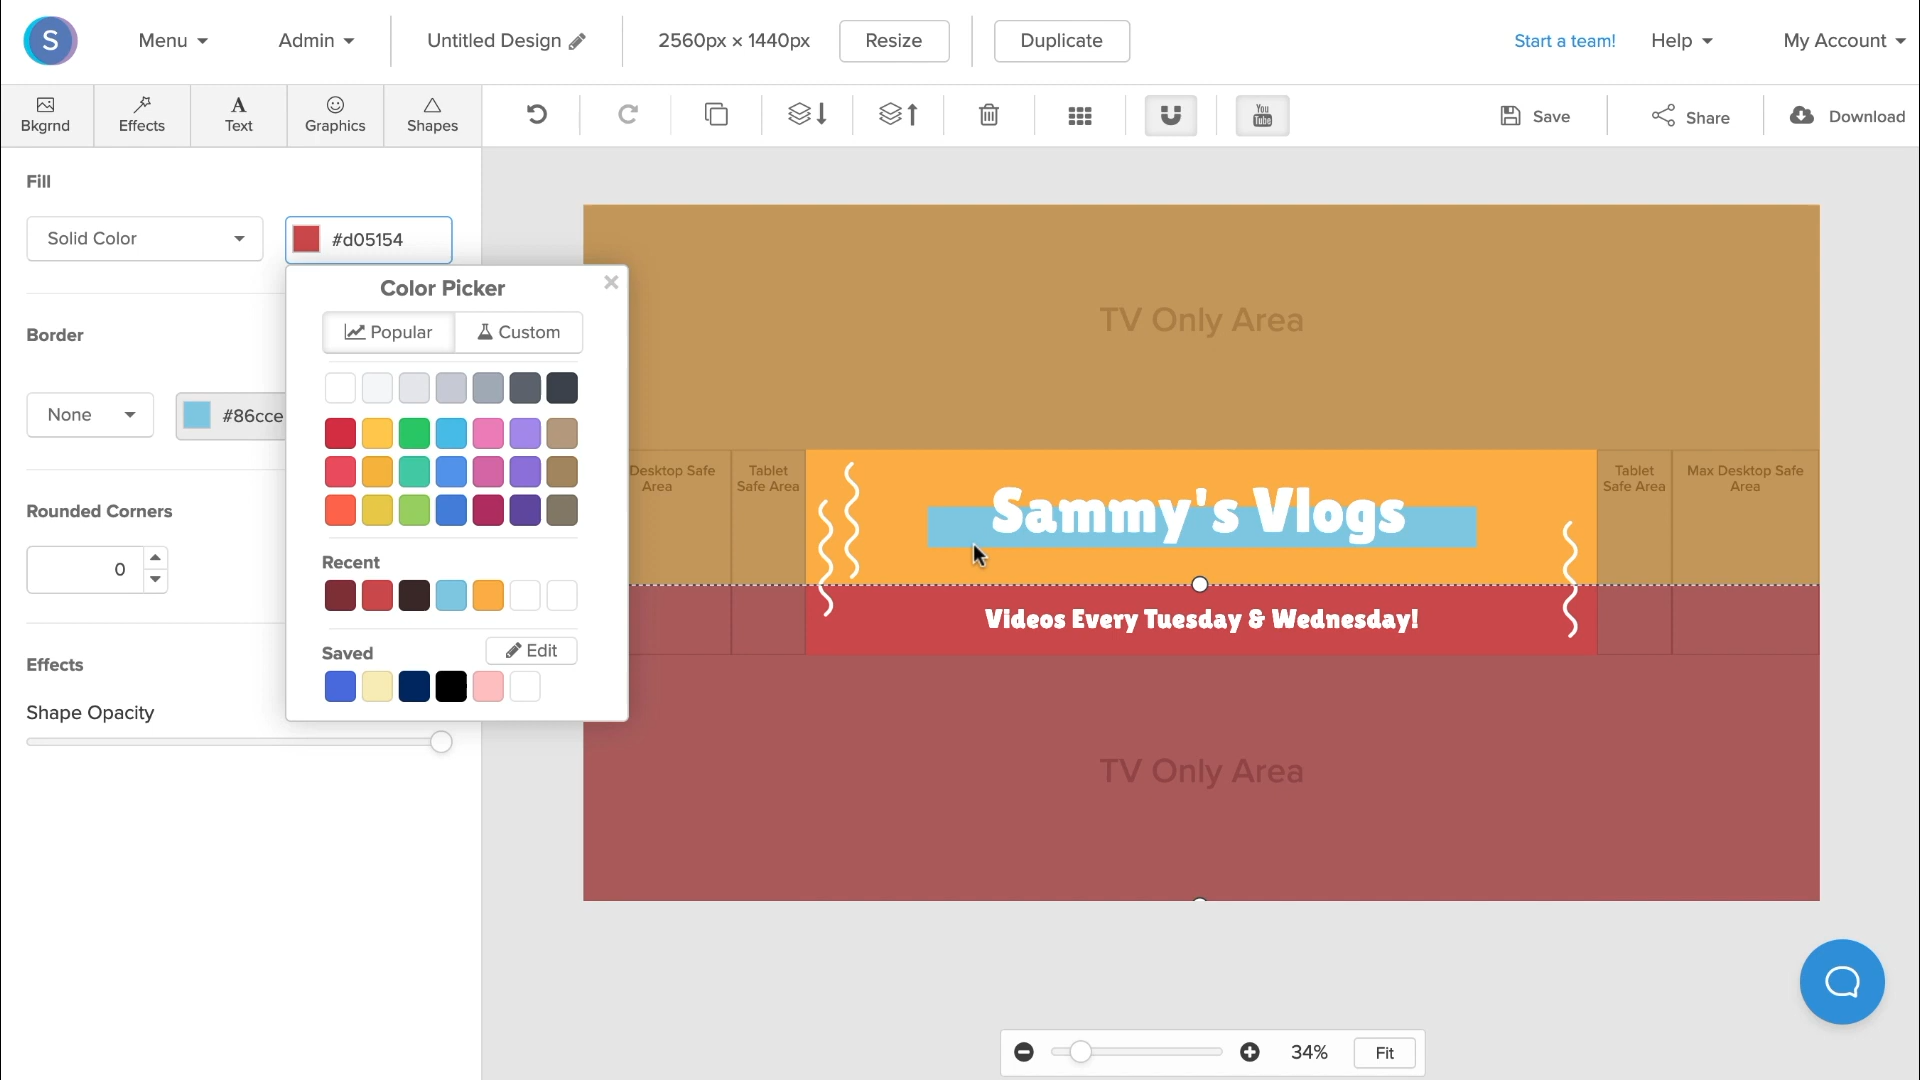 S
Menu
Admin
Untitled Design
2560px × 1440px
Resize
Duplicate
Start a team!
Help
My Account
Bkgrnd
Effects
Text
Graphics
Shapes
You
Tube
Save
Share
Download
Fill
Solid Color
#d05154
Color Picker
Popular
Custom
Border
None
#86cce
Rounded Corners
0
Recent
Saved
Edit
Effects
Shape Opacity
TV Only Area
Desktop Safe
Area
Tablet
Safe Area
Sammy's Vlogs
Tablet
Safe Area
Max Desktop Safe
Area
Videos Every Tuesday & Wednesday!
TV Only Area
34%
Fit